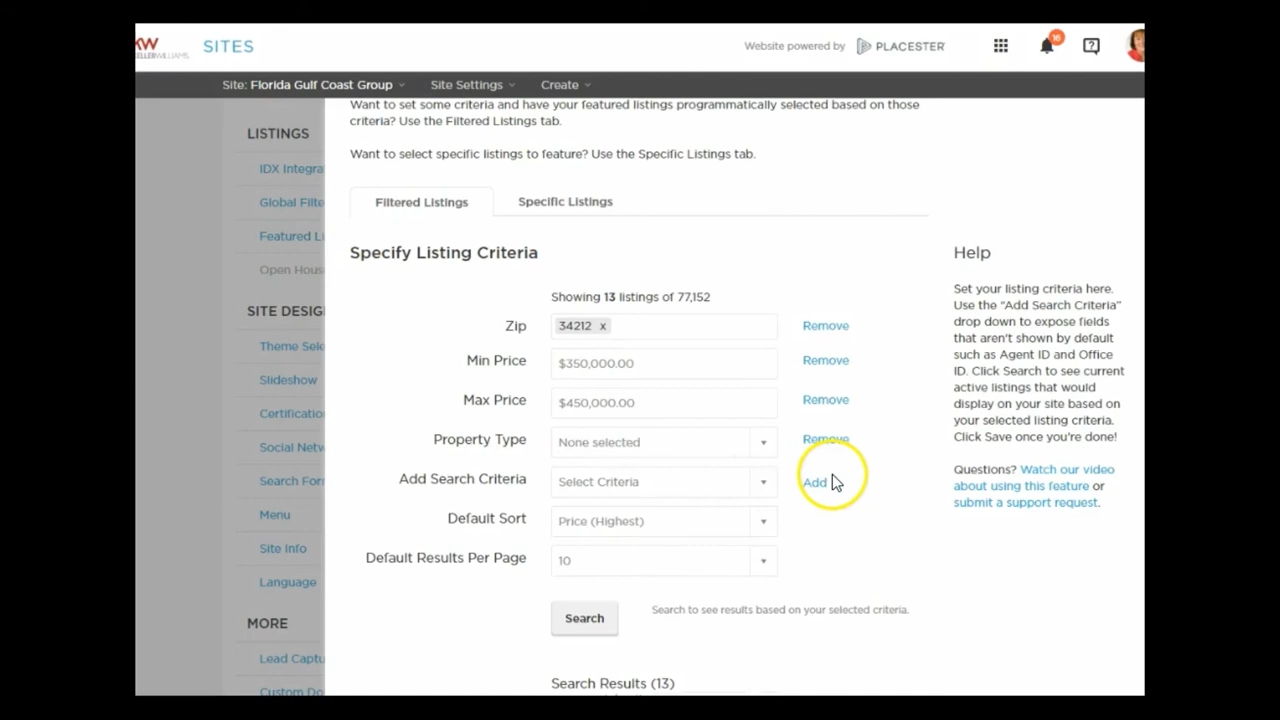 KW
KELLERWILLIAMS.
SITES
Website powered by PLACESTER
16
Site: Florida Gulf Coast Group
Site Settings
Create
LISTINGS
IDX Integra
Global Filte
Featured Li
Open Hous
SITE DESIG
Theme Sele
Slideshow
Certificatio
Social Netw
Search Form
Menu
Site Info
Language
MORE
Lead Captu
Custom Do
Want to set some criteria and have your featured listings programmatically selected based on those
criteria? Use the Filtered Listings tab.
Want to select specific listings to feature? Use the Specific Listings tab.
Filtered Listings
Specific Listings
Specify Listing Criteria
Showing 13 listings of 77,152
Zip 34212 x Remove
Min Price $350,000.00 Remove
Max Price $450,000.00 Remove
Property Type None selected Remove
Add Search Criteria Select Criteria Add
Default Sort Price (Highest)
Default Results Per Page 10
Search Search to see results based on your selected criteria.
Search Results (13)
Help
Set your listing criteria here.
Use the “Add Search Criteria”
drop down to expose fields
that aren't shown by default
such as Agent ID and Office
ID. Click Search to see current
active listings that would
display on your site based on
your selected listing criteria.
Click Save once you're done!
Questions? Watch our video
about using this feature or
submit a support request.